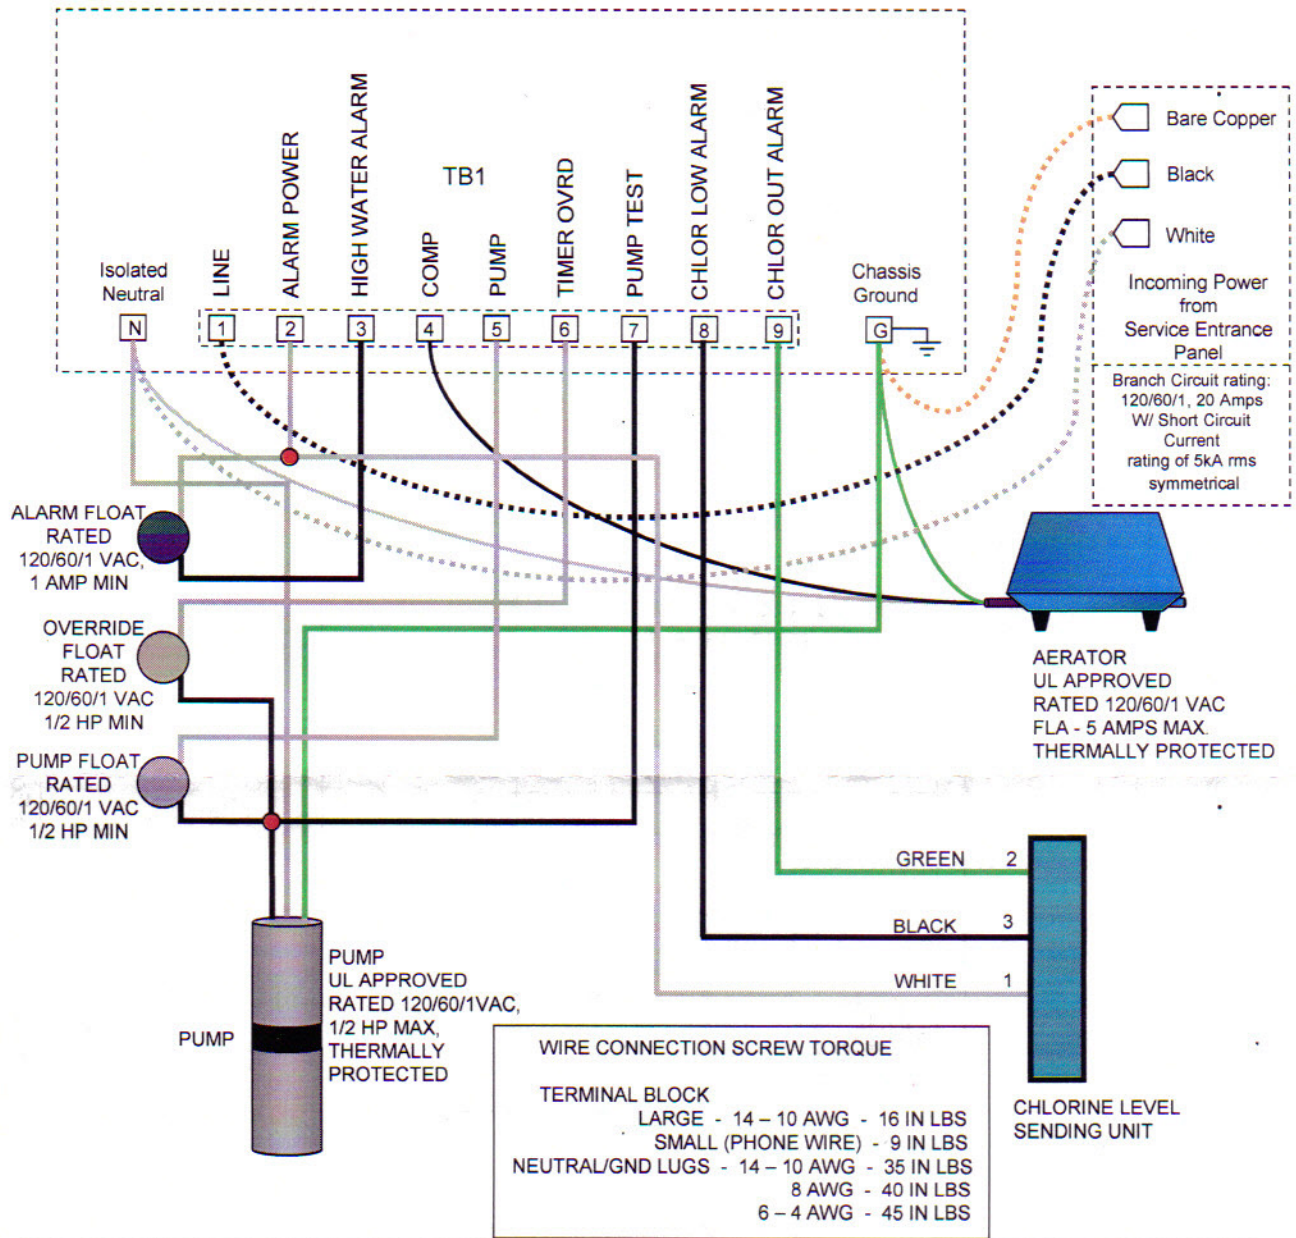 TB1
Isolated
Neutral
LINE
ALARM POWER
HIGH WATER ALARM
COMP
PUMP
TIMER OVRD
PUMP TEST
CHLOR LOW ALARM
CHLOR OUT ALARM
Chassis
Ground
N
1
2
3
4
5
6
7
8
9
G
Bare Copper
Black
White
Incoming Power
from
Service Entrance
Panel
Branch Circuit rating:
120/60/1, 20 Amps
W/ Short Circuit
Current
rating of 5kA rms
symmetrical
ALARM FLOAT
RATED
120/60/1 VAC,
1 AMP MIN
OVERRIDE
FLOAT
RATED
120/60/1 VAC
1/2 HP MIN
PUMP FLOAT
RATED
120/60/1 VAC
1/2 HP MIN
AERATOR
UL APPROVED
RATED 120/60/1 VAC
FLA - 5 AMPS MAX.
THERMALLY PROTECTED
GREEN 2
BLACK 3
WHITE 1
CHLORINE LEVEL
SENDING UNIT
PUMP
PUMP
UL APPROVED
RATED 120/60/1VAC,
1/2 HP MAX,
THERMALLY
PROTECTED
WIRE CONNECTION SCREW TORQUE
TERMINAL BLOCK
LARGE - 14 – 10 AWG - 16 IN LBS
SMALL (PHONE WIRE) - 9 IN LBS
NEUTRAL/GND LUGS - 14 – 10 AWG - 35 IN LBS
8 AWG - 40 IN LBS
6 – 4 AWG - 45 IN LBS